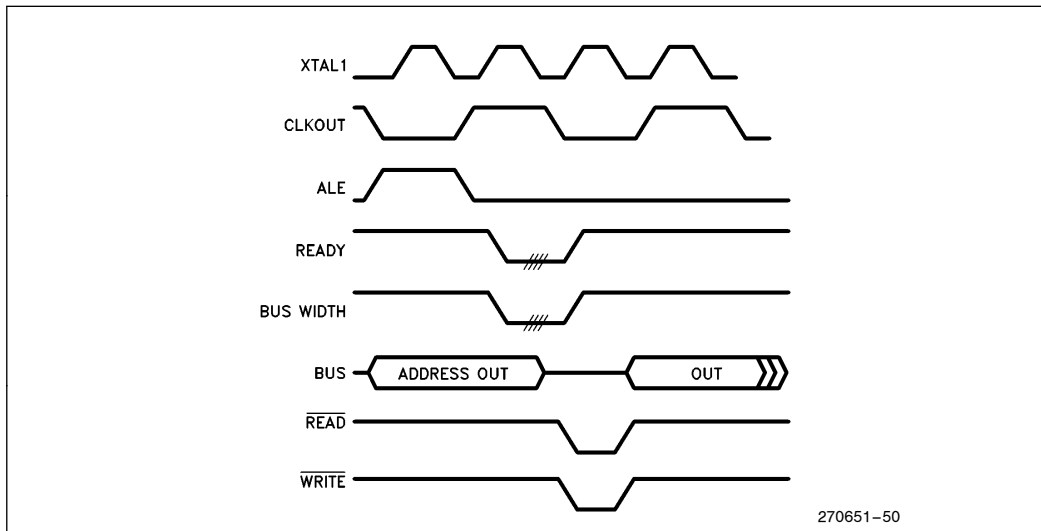 XTAL1
CLKOUT
ALE
READY
BUS WIDTH
BUS ADDRESS OUT OUT
READ
WRITE
270651–50